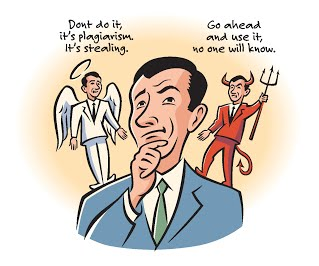 Dont do it,
it's plagiarism.
It's stealing.
Go ahead
and use it,
no one will know.